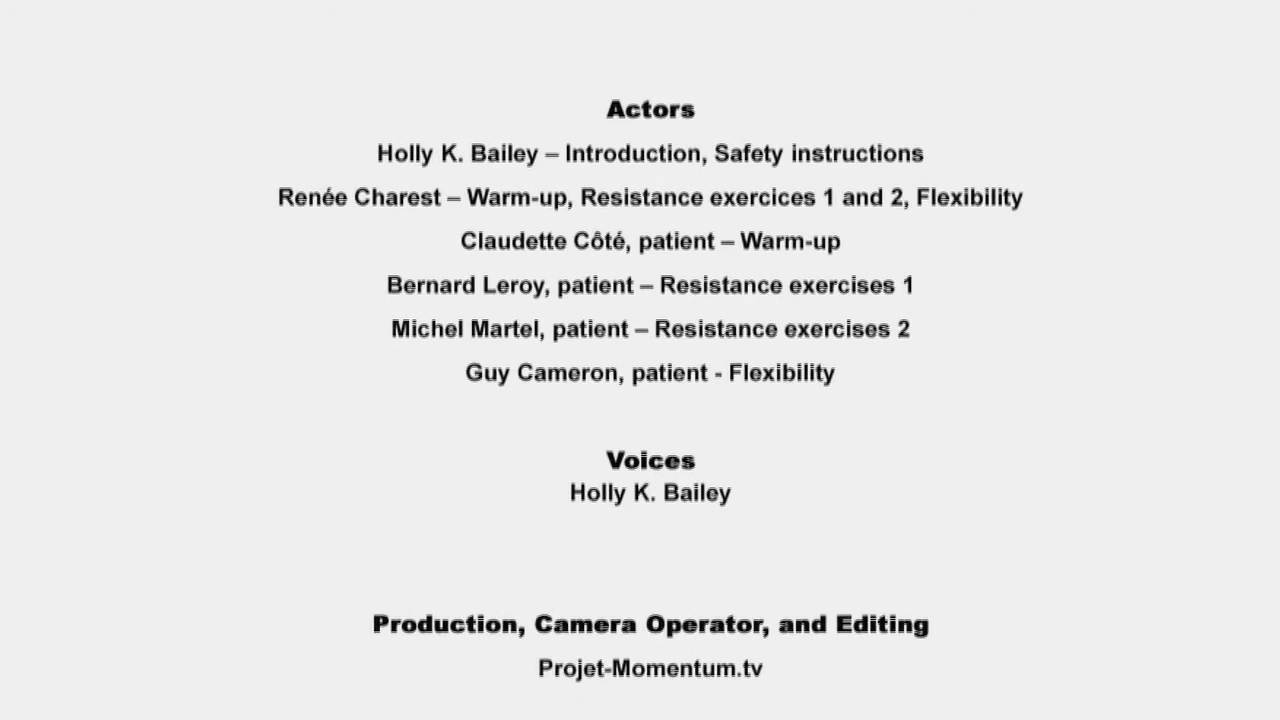 Actors
Holly K. Bailey – Introduction, Safety instructions
Renée Charest – Warm-up, Resistance exercices 1 and 2, Flexibility
Claudette Côté, patient – Warm-up
Bernard Leroy, patient – Resistance exercises 1
Michel Martel, patient – Resistance exercises 2
Guy Cameron, patient - Flexibility
Voices
Holly K. Bailey
Production, Camera Operator, and Editing
Projet-Momentum.tv